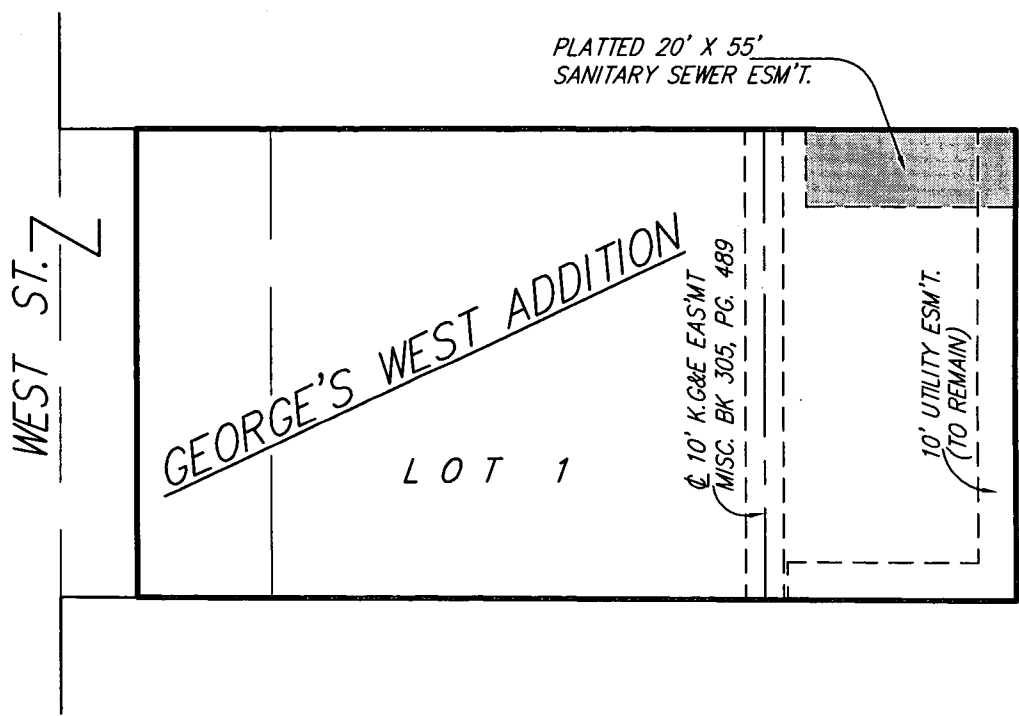 PLATTED 20' X 55'
SANITARY SEWER ESM'T.
WEST ST.
GEORGE'S WEST ADDITION
LOT 1
℄ 10' K.G&E EAS'MT
MISC. BK 305, PG. 489
10' UTILITY ESM'T.
(TO REMAIN)